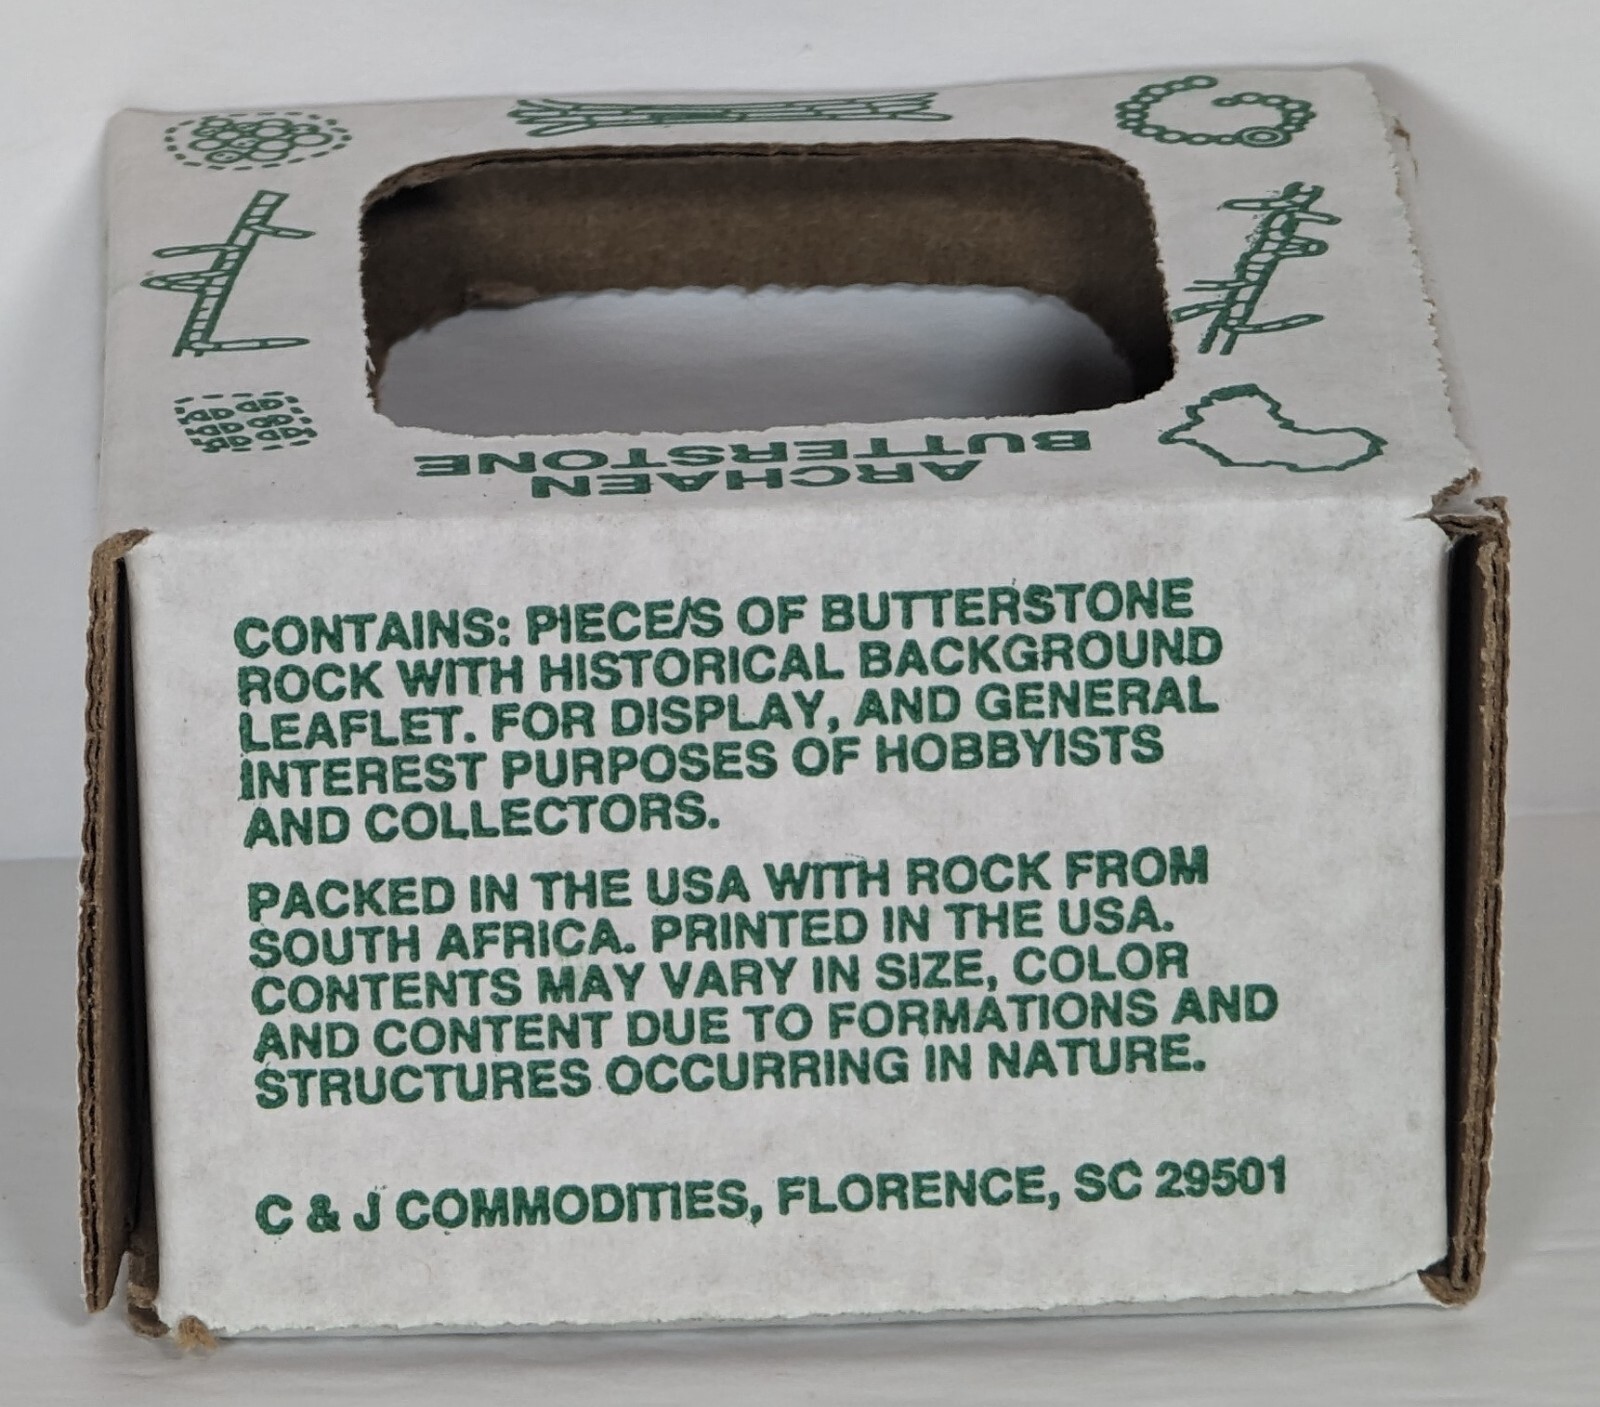 ARCHAEN
BUTTERSTONE
CONTAINS: PIECE/S OF BUTTERSTONE
ROCK WITH HISTORICAL BACKGROUND
LEAFLET. FOR DISPLAY, AND GENERAL
INTEREST PURPOSES OF HOBBYISTS
AND COLLECTORS.
PACKED IN THE USA WITH ROCK FROM
SOUTH AFRICA. PRINTED IN THE USA.
CONTENTS MAY VARY IN SIZE, COLOR
AND CONTENT DUE TO FORMATIONS AND
STRUCTURES OCCURRING IN NATURE.
C & J COMMODITIES, FLORENCE, SC 29501